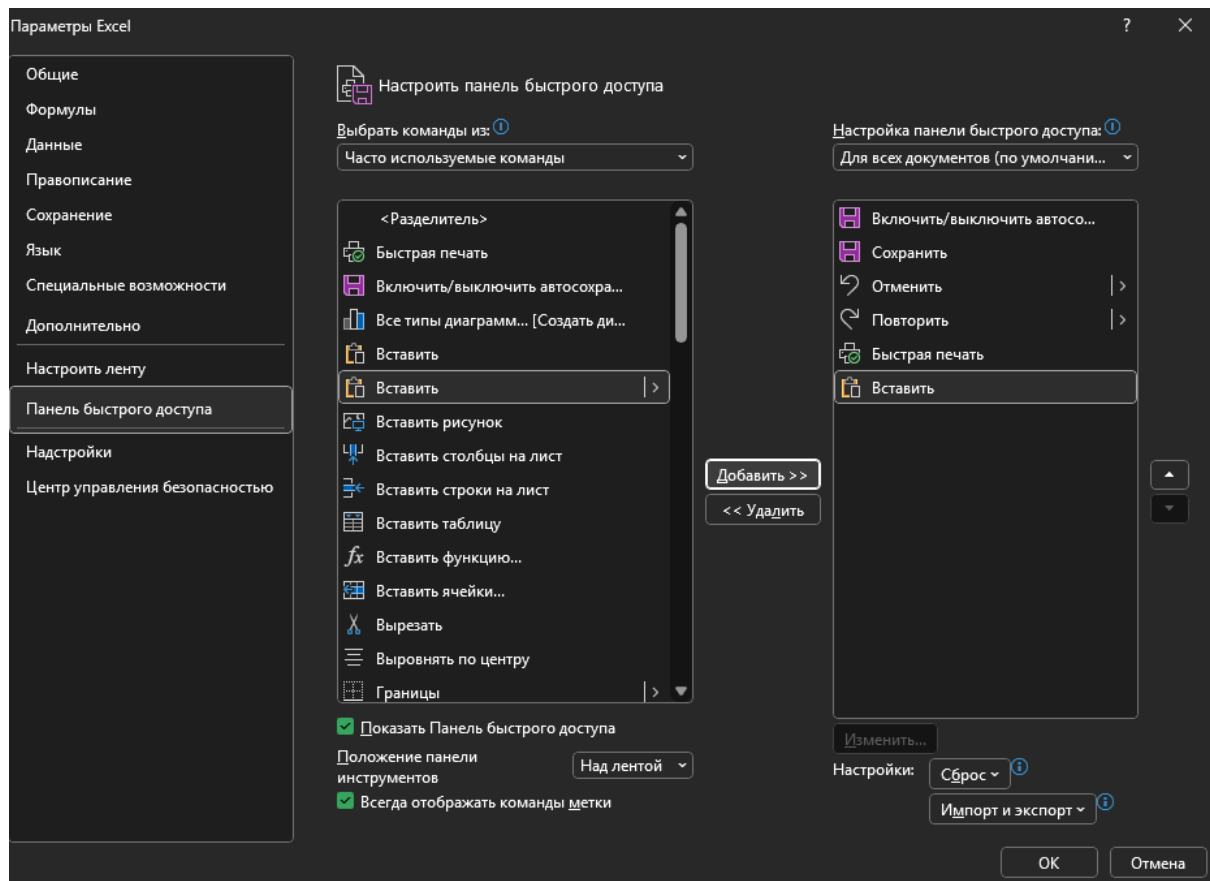 Параметры Excel
?
Общие
Формулы
Данные
Правописание
Сохранение
Язык
Специальные возможности
Дополнительно
Настроить ленту
Панель быстрого доступа
Надстройки
Центр управления безопасностью
Настроить панель быстрого доступа
Выбрать команды из:
Часто используемые команды
<Разделитель>
Быстрая печать
Включить/выключить автосохра...
Все типы диаграмм... [Создать ди...
Вставить
Вставить
Вставить рисунок
Вставить столбцы на лист
Вставить строки на лист
Вставить таблицу
Вставить функцию...
Вставить ячейки...
Вырезать
Выровнять по центру
Границы
Показать Панель быстрого доступа
Положение панели
инструментов
Над лентой
Всегда отображать команды метки
Добавить >>
<< Удалить
Настройка панели быстрого доступа:
Для всех документов (по умолчани...
Включить/выключить автосо...
Сохранить
Отменить
Повторить
Быстрая печать
Вставить
Изменить...
Настройки:
Сброс
Импорт и экспорт
ОК
Отмена